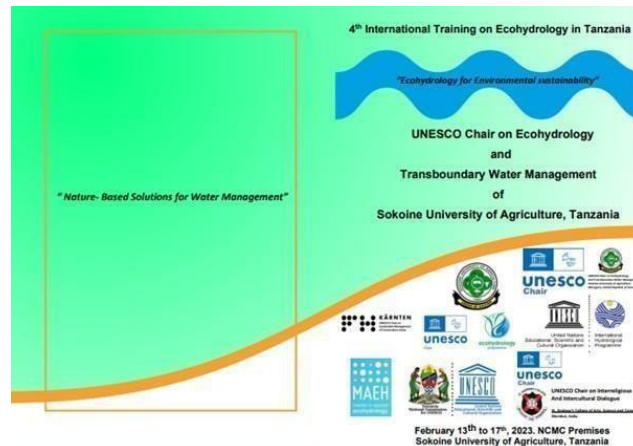 4th International Training on Ecohydrology in Tanzania
"Ecohydrology for Environmental sustainability"
UNESCO Chair on Ecohydrology
and
Transboundary Water Management
of
Sokoine University of Agriculture, Tanzania
" Nature- Based Solutions for Water Management"
unesco
Chair
KÄRNTEN
unesco
Chair
ecohydrology
United Nations
Educational, Scientific and
Cultural Organization
International
Hydrological
Programme
unesco
Chair
MAEH
ecohydrology
UNESCO
UNESCO Chair on Interreligious
And Intercultural Dialogue
February 13th to 17th, 2023. NCMC Premises
Sokoine University of Agriculture, Tanzania